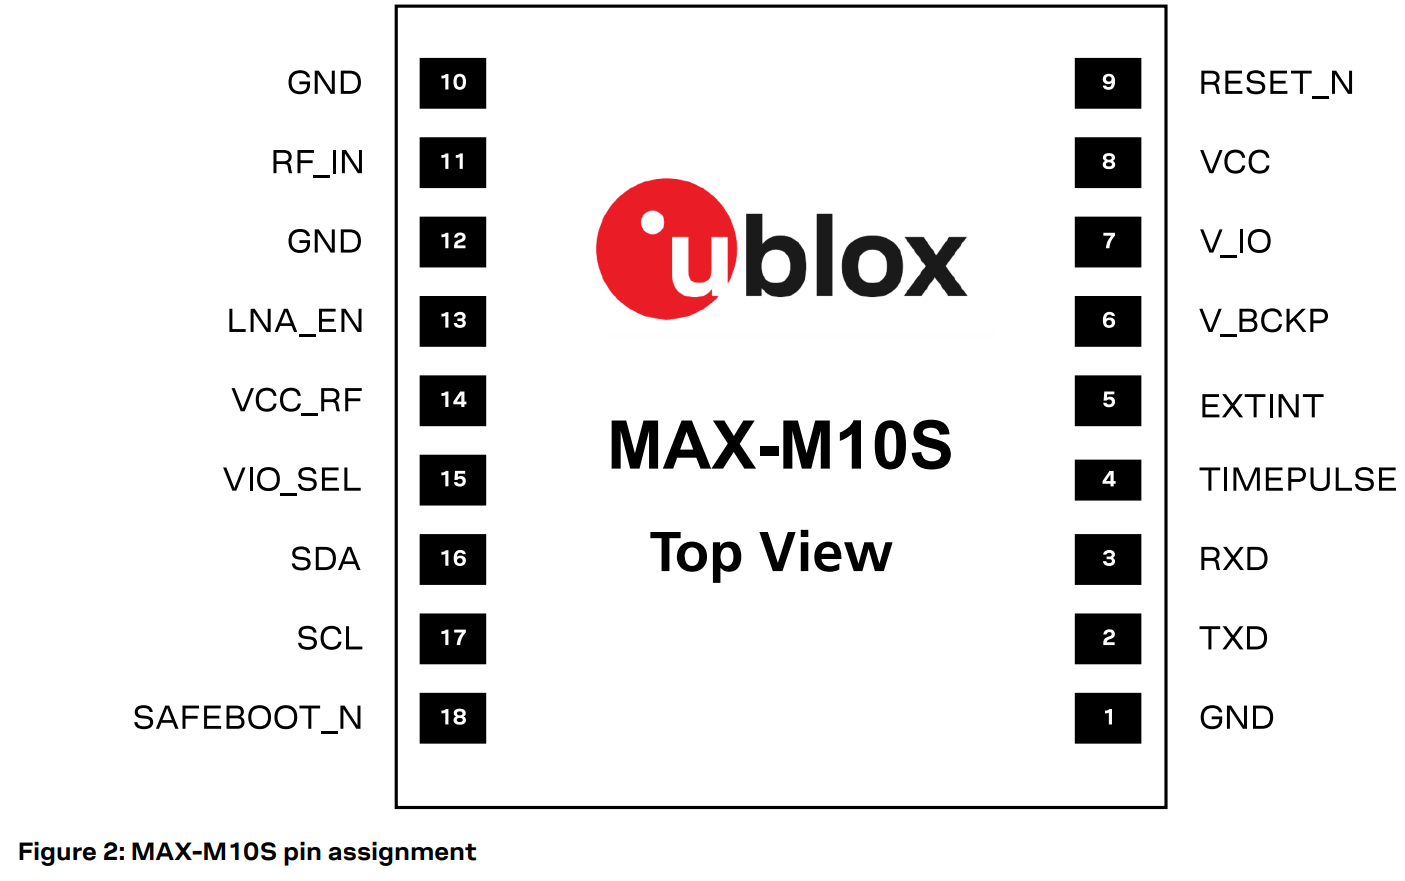 GND 10 9 RESET_N
RF_IN 11 8 VCC
GND 12 7 V_IO
ublox
LNA_EN 13 6 V_BCKP
VCC_RF 14 5 EXTINT
MAX-M10S
VIO_SEL 15 4 TIMEPULSE
Top View
SDA 16 3 RXD
SCL 17 2 TXD
SAFEBOOT_N 18 1 GND
Figure 2: MAX-M10S pin assignment